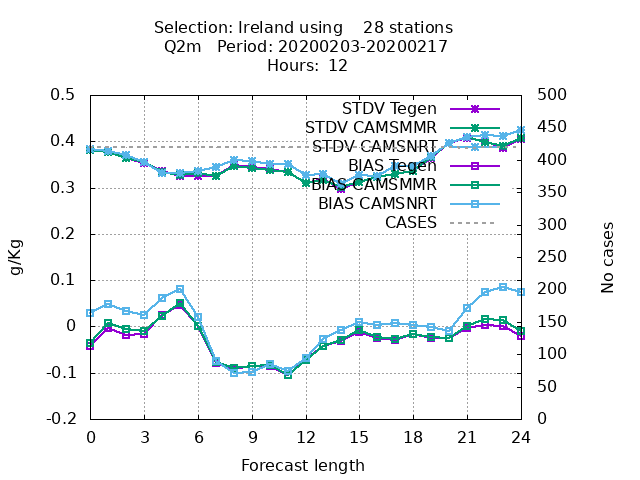 Selection: Ireland using    28 stations
Q2m   Period: 20200203-20200217
Hours:  12
0.5
0.4
0.3
0.2
0.1
0
-0.1
-0.2
g/Kg
STDV Tegen
STDV CAMSMMR
STDV CAMSNRT
BIAS Tegen
BIAS CAMSMMR
BIAS CAMSNRT
CASES
500
450
400
350
300
250
200
150
100
50
0
No cases
0 3 6 9 12 15 18 21 24
Forecast length